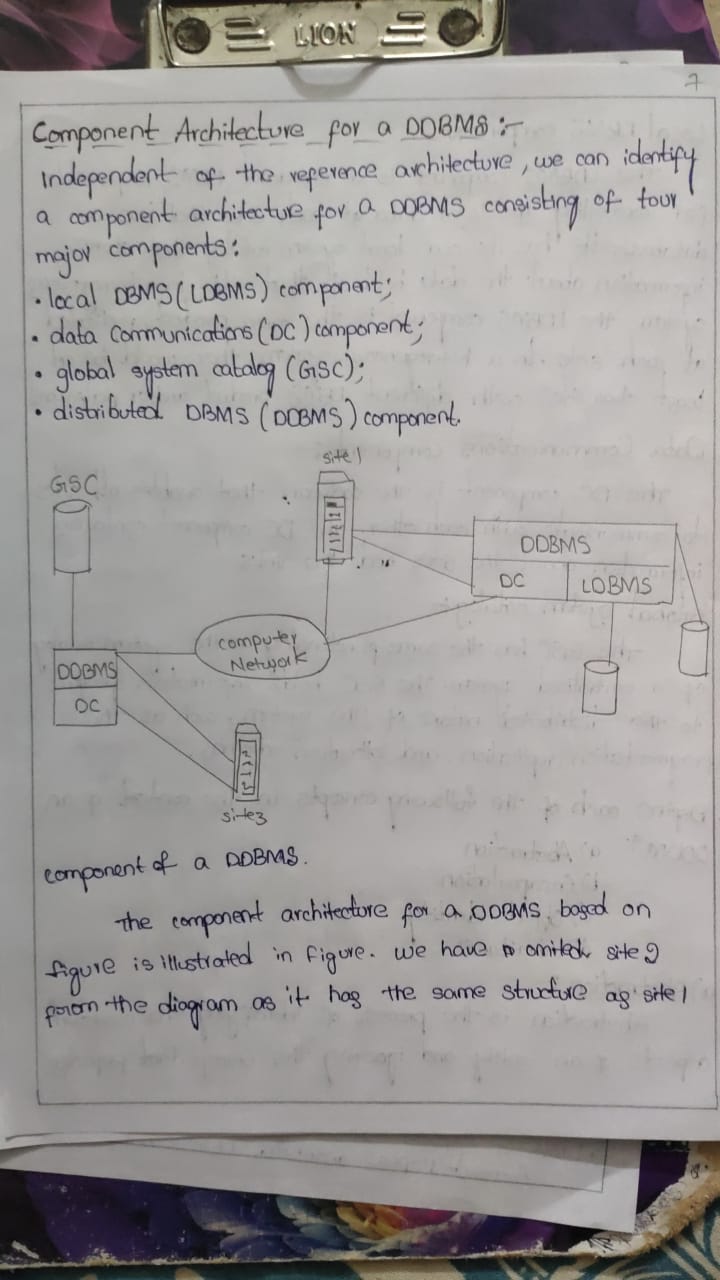 LION
7
Component Architecture for a DDBMS :-
Independent of the reference architecture, we can identify
a component architecture for a DDBMS consisting of four
major components:
• local DBMS (LDBMS) component;
• data communications (DC) component;
• global system catalog (GSC);
• distributed DBMS (DDBMS) component.
site 1
GSC
DDBMS
DC
LDBMS
computer
Network
DDBMS
DC
site3
component of a DDBMS.
The component architecture for a DDBMS based on
figure is illustrated in figure. we have omited site 2
from the diagram as it has the same structure as site 1